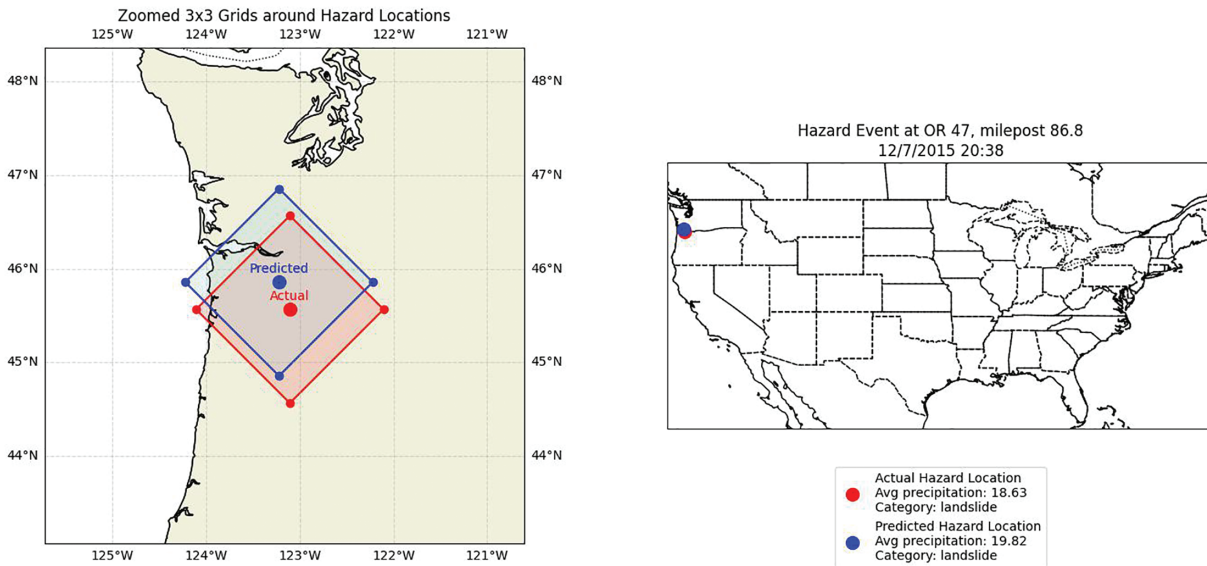 Zoomed 3x3 Grids around Hazard Locations
125°W 124°W 123°W 122°W 121°W
48°N 48°N
47°N 47°N
46°N 46°N
Predicted
Actual
45°N 45°N
44°N 44°N
125°W 124°W 123°W 122°W 121°W
Hazard Event at OR 47, milepost 86.8
12/7/2015 20:38
Actual Hazard Location
Avg precipitation: 18.63
Category: landslide
Predicted Hazard Location
Avg precipitation: 19.82
Category: landslide